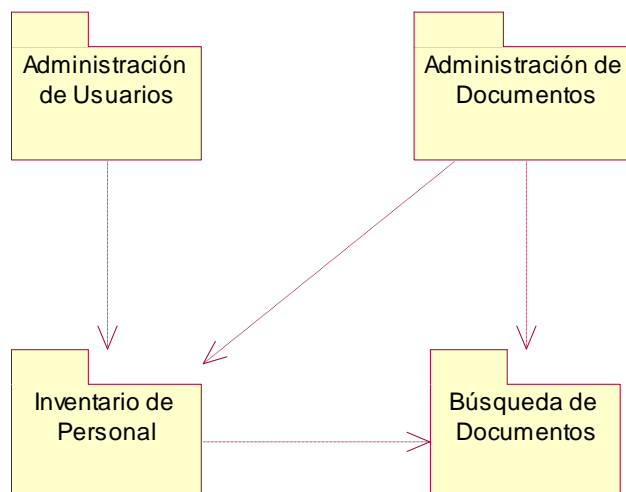 Administración
de Usuarios
Administración de
Documentos
Inventario de
Personal
Búsqueda de
Documentos